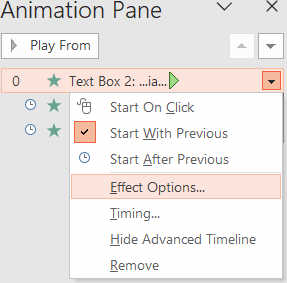 Animation Pane
Play From
0 Text Box 2: ...ia...
Start On Click
Start With Previous
Start After Previous
Effect Options...
Timing...
Hide Advanced Timeline
Remove